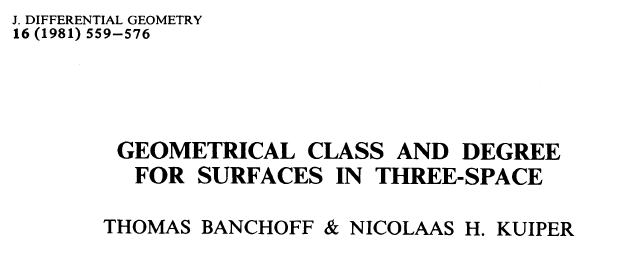 J. DIFFERENTIAL GEOMETRY
16 (1981) 559–576
GEOMETRICAL CLASS AND DEGREE
FOR SURFACES IN THREE-SPACE
THOMAS BANCHOFF & NICOLAAS H. KUIPER